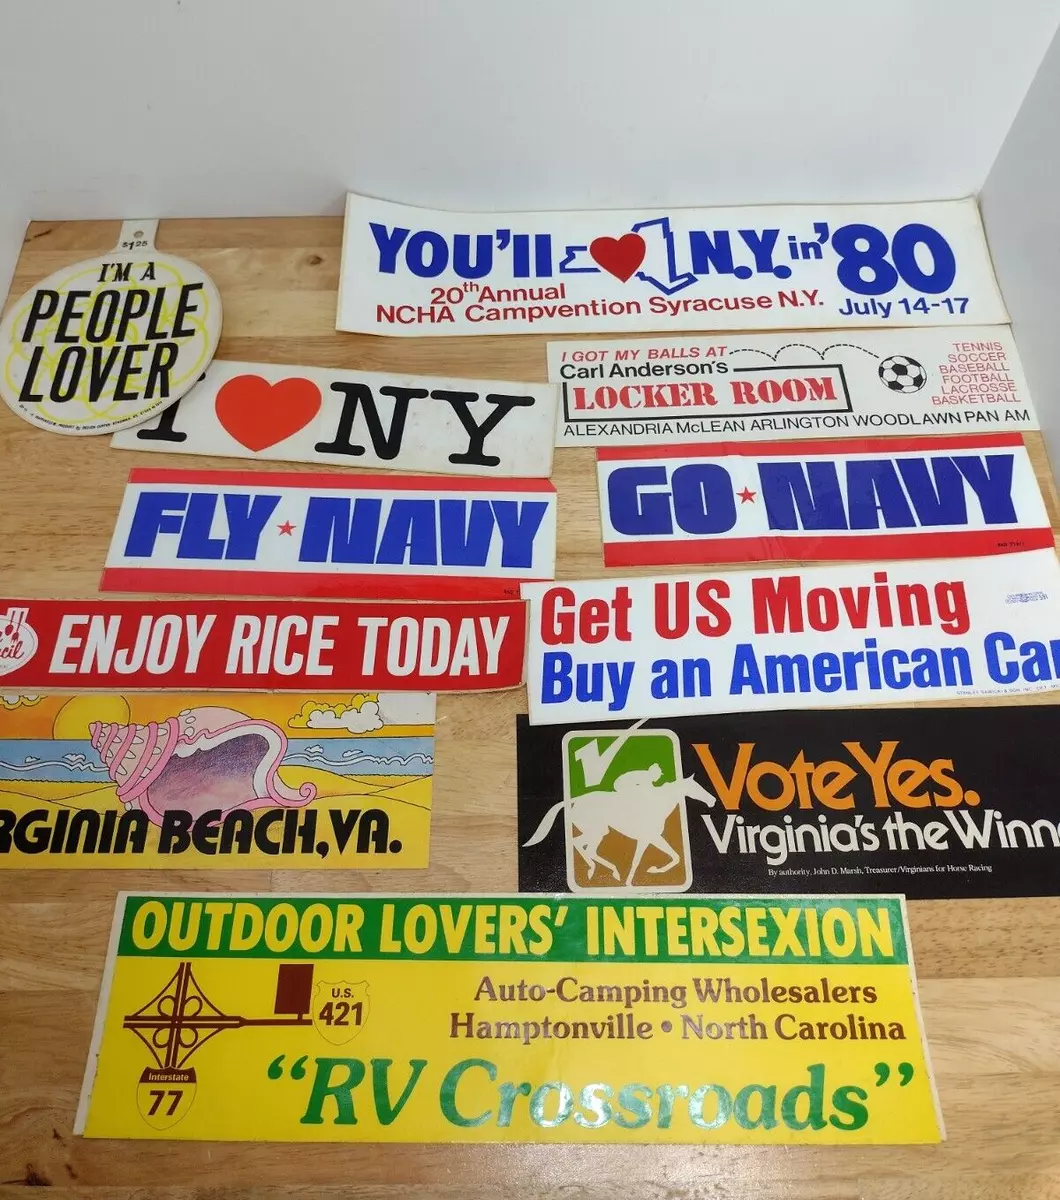 $1.25
I'M A
PEOPLE
LOVER
YOU'll N.Y. in '80
20th Annual
NCHA Campvention Syracuse N.Y. July 14-17
I NY
I GOT MY BALLS AT
Carl Anderson's
LOCKER ROOM
TENNIS
SOCCER
BASEBALL
FOOTBALL
LACROSSE
BASKETBALL
ALEXANDRIA McLEAN ARLINGTON WOODLAWN PAN AM
FLY NAVY
GO NAVY
ENJOY RICE TODAY
Get US Moving
Buy an American Car
RGINIA BEACH, VA.
Vote Yes.
Virginia's the Winn
By authority, John D. Marsh, Treasurer/Virginians for Horse Racing
OUTDOOR LOVERS' INTERSEXION
U.S.
421
Interstate
77
Auto-Camping Wholesalers
Hamptonville • North Carolina
"RV Crossroads"